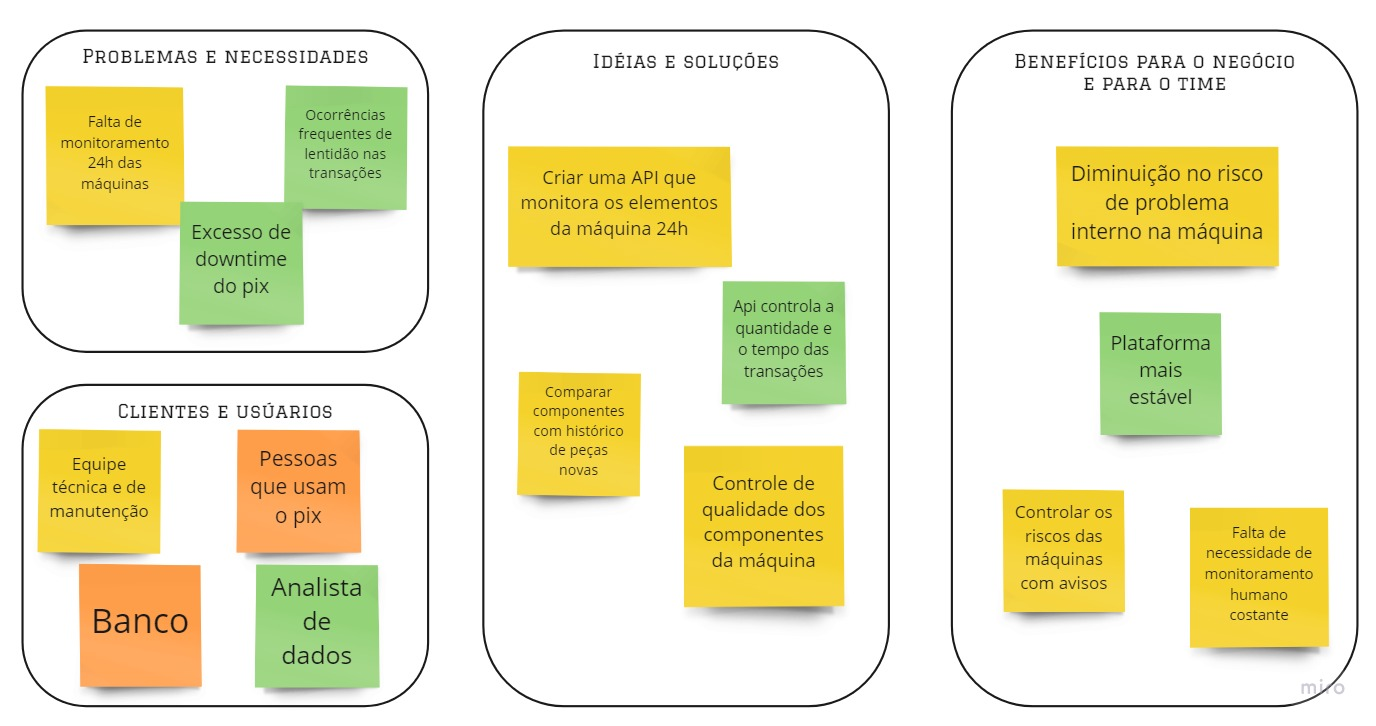 Problemas e necessidades
Falta de
monitoramento
24h das
máquinas
Ocorrências
frequentes de
lentidão nas
transações
Excesso de
downtime
do pix
Clientes e usúarios
Equipe
técnica e de
manutenção
Pessoas
que usam
o pix
Banco
Analista
de
dados
Idéias e soluções
Criar uma API que
monitora os elementos
da máquina 24h
Api controla a
quantidade e
o tempo das
transações
Comparar
componentes
com histórico
de peças
novas
Controle de
qualidade dos
componentes
da máquina
Benefícios para o negócio
e para o time
Diminuição no risco
de problema
interno na máquina
Plataforma
mais
estável
Controlar os
riscos das
máquinas
com avisos
Falta de
necessidade de
monitoramento
humano
costante
miro